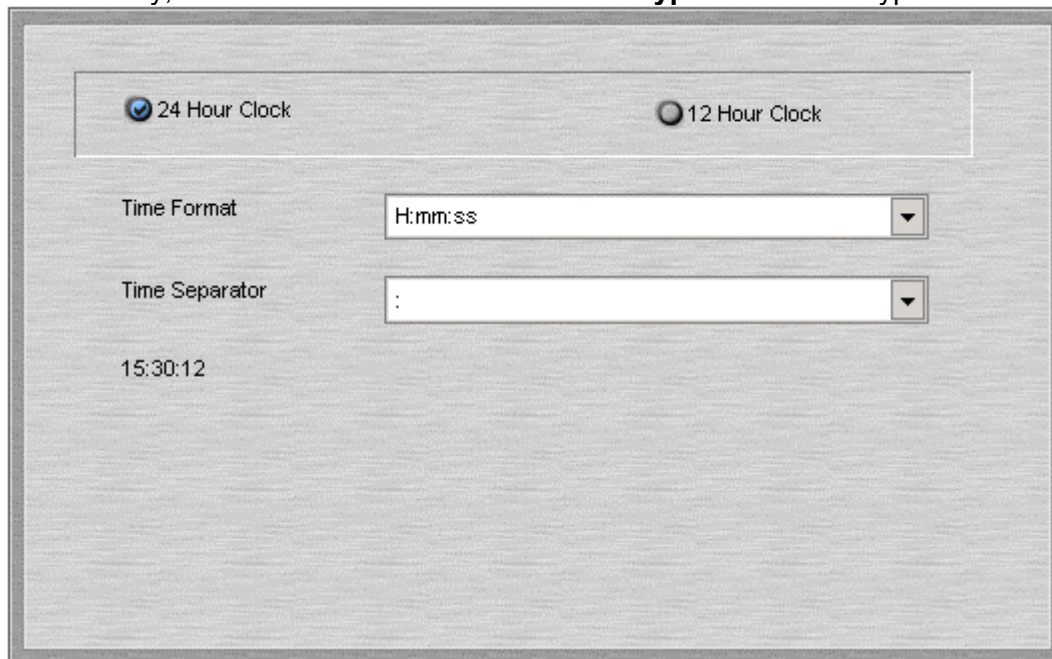 24 Hour Clock
12 Hour Clock
Time Format
H:mm:ss
Time Separator
:
15:30:12